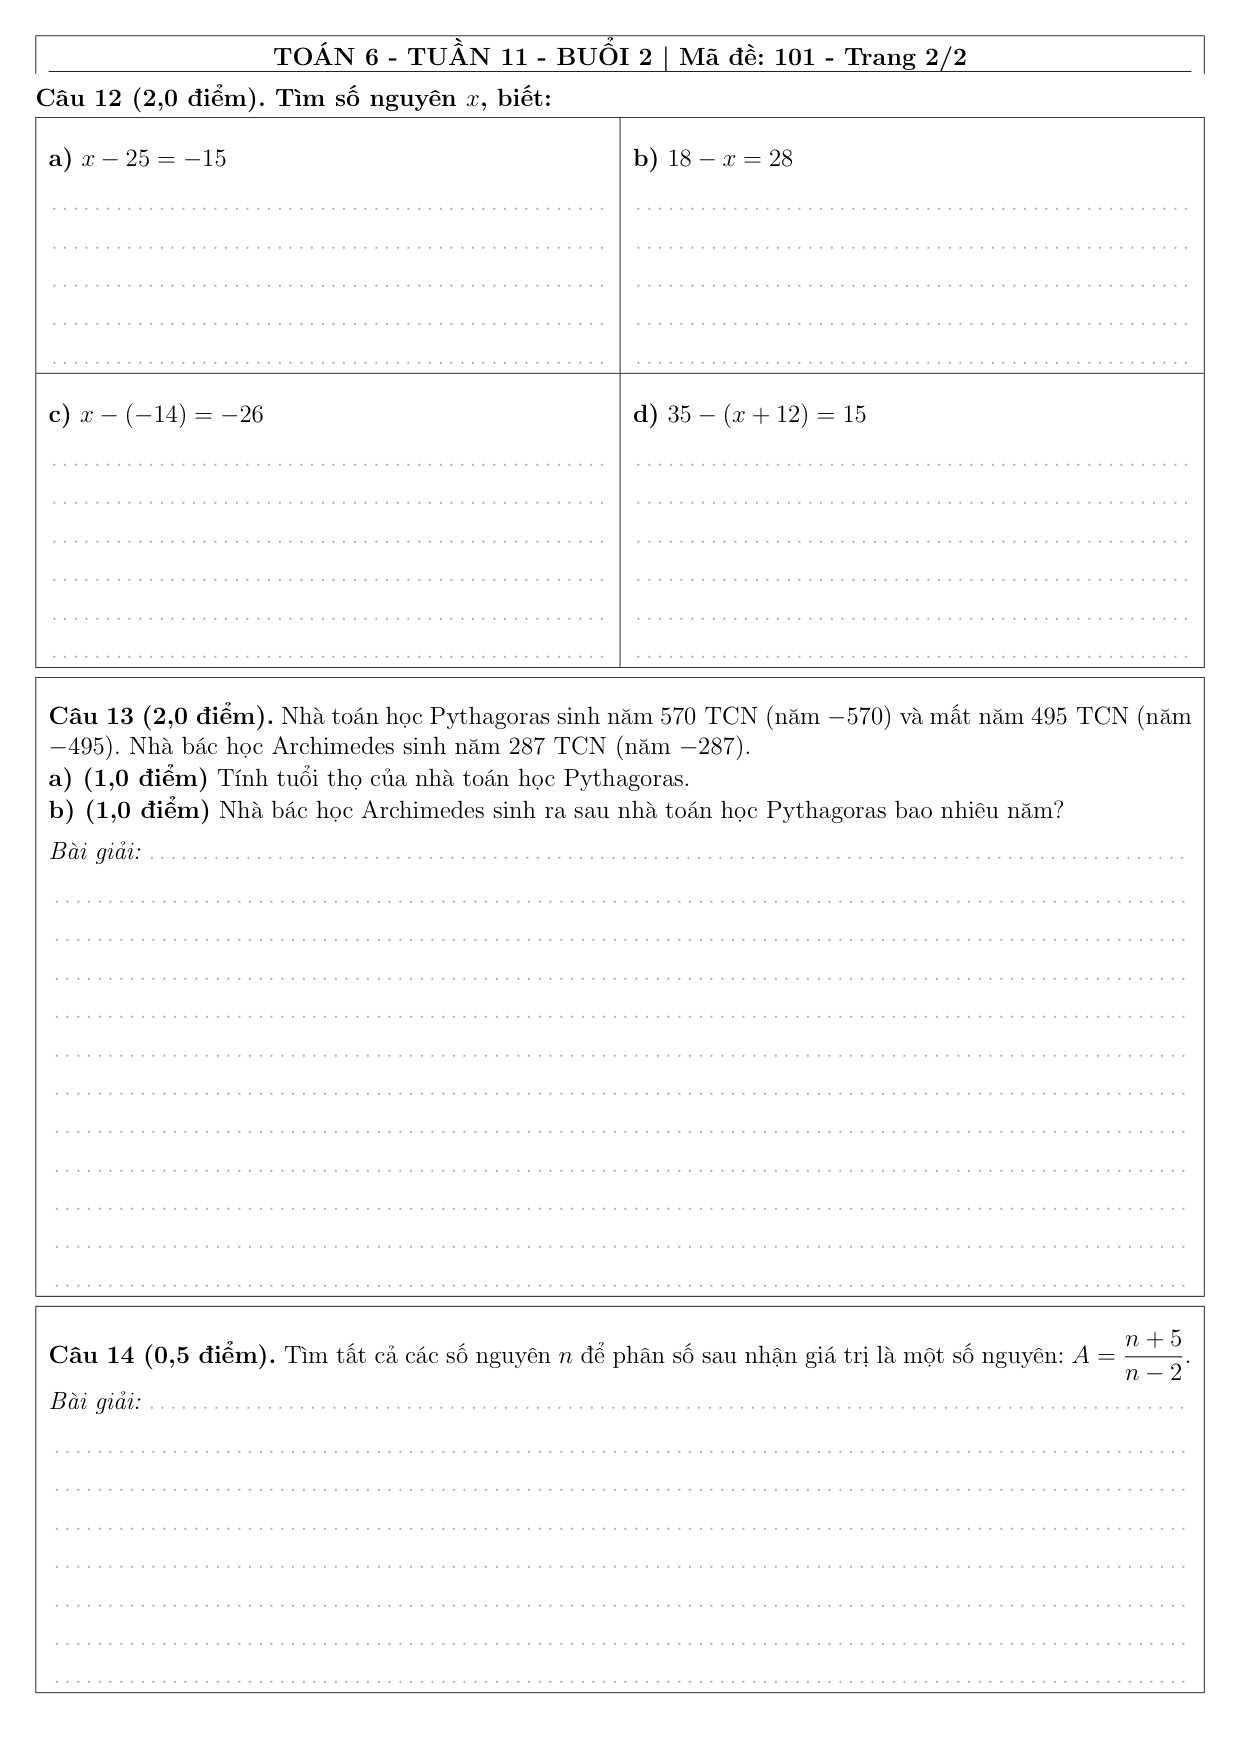 TOÁN 6 - TUẦN 11 - BUỔI 2 | Mã đề: 101 - Trang 2/2
Câu 12 (2,0 điểm). Tìm số nguyên x, biết:
a) x − 25 = −15
b) 18 − x = 28
c) x − (−14) = −26
d) 35 − (x + 12) = 15
Câu 13 (2,0 điểm). Nhà toán học Pythagoras sinh năm 570 TCN (năm −570) và mất năm 495 TCN (năm
−495). Nhà bác học Archimedes sinh năm 287 TCN (năm −287).
a) (1,0 điểm) Tính tuổi thọ của nhà toán học Pythagoras.
b) (1,0 điểm) Nhà bác học Archimedes sinh ra sau nhà toán học Pythagoras bao nhiêu năm?
Bài giải:
Câu 14 (0,5 điểm). Tìm tất cả các số nguyên n để phân số sau nhận giá trị là một số nguyên: A = (n + 5)/(n − 2).
Bài giải: